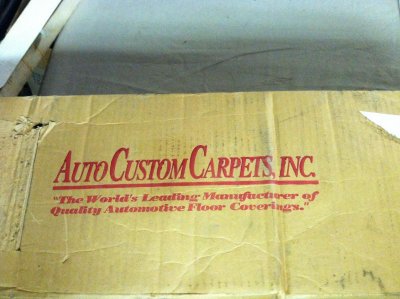 AUTO CUSTOM CARPETS, INC.
"The World's Leading Manufacturer of
Quality Automotive Floor Coverings."